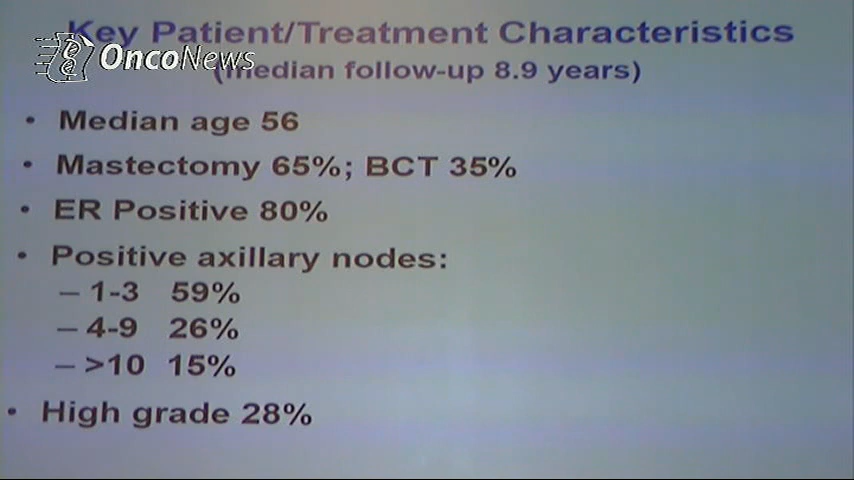 Key Patient/Treatment Characteristics
OncoNews
(median follow-up 8.9 years)
• Median age 56
• Mastectomy 65%; BCT 35%
• ER Positive 80%
• Positive axillary nodes:
– 1-3 59%
– 4-9 26%
– >10 15%
• High grade 28%